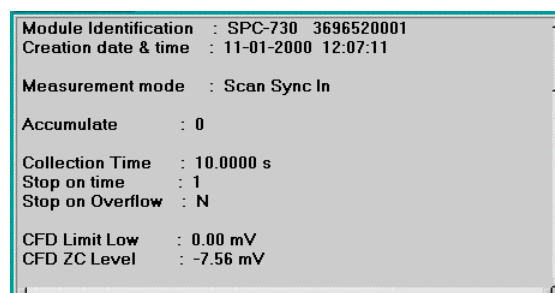 Module Identification : SPC-730 3696520001
Creation date & time : 11-01-2000 12:07:11
Measurement mode : Scan Sync In
Accumulate : 0
Collection Time : 10.0000 s
Stop on time : 1
Stop on Overflow : N
CFD Limit Low : 0.00 mV
CFD ZC Level : -7.56 mV